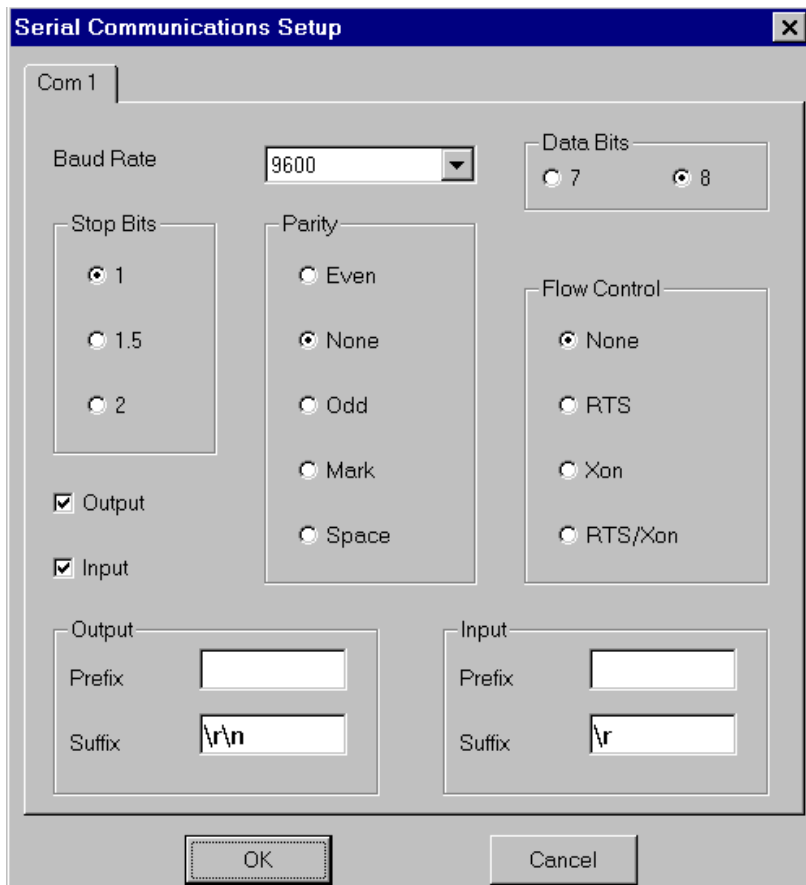 Serial Communications Setup
Com 1
Baud Rate
9600
Data Bits
7
8
Stop Bits
1
1.5
2
Parity
Even
None
Odd
Mark
Space
Flow Control
None
RTS
Xon
RTS/Xon
Output
Input
Output
Prefix
Suffix
\r\n
Input
Prefix
Suffix
\r
OK
Cancel